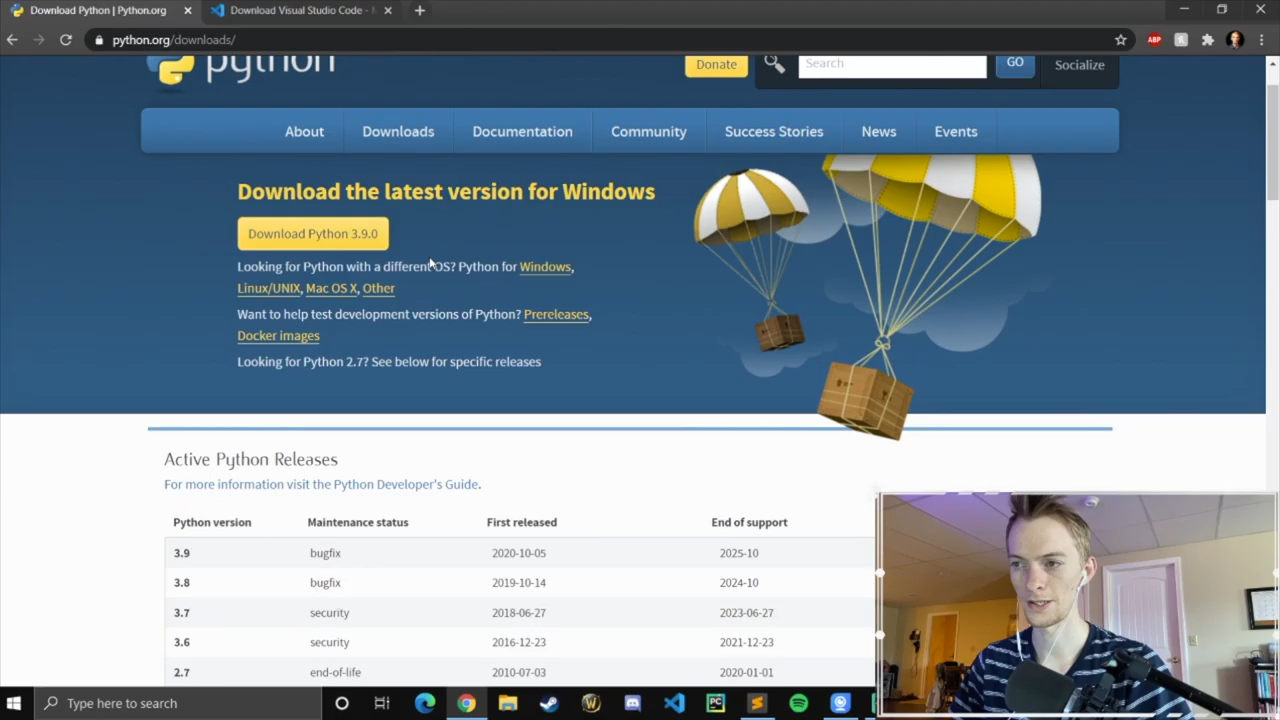 Download Python | Python.org
Download Visual Studio Code -
python.org/downloads/
ABP
python
Donate
Search
GO
Socialize
About
Downloads
Documentation
Community
Success Stories
News
Events
Download the latest version for Windows
Download Python 3.9.0
Looking for Python with a different OS? Python for Windows,
Linux/UNIX, Mac OS X, Other
Want to help test development versions of Python? Prereleases,
Docker images
Looking for Python 2.7? See below for specific releases
Active Python Releases
For more information visit the Python Developer's Guide.
Python version Maintenance status First released End of support
3.9 bugfix 2020-10-05 2025-10
3.8 bugfix 2019-10-14 2024-10
3.7 security 2018-06-27 2023-06-27
3.6 security 2016-12-23 2021-12-23
2.7 end-of-life 2010-07-03 2020-01-01
Type here to search
PC